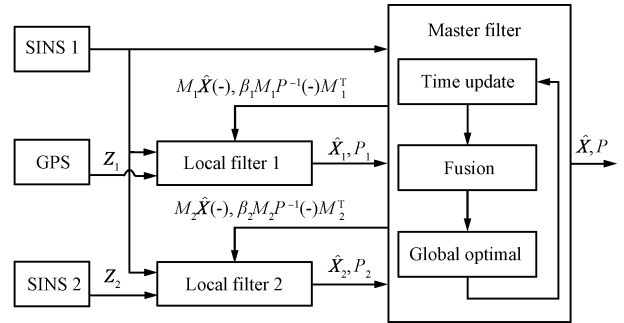 SINS 1
Master filter
Time update
M₁X̂(-), β₁M₁P⁻¹(-)M₁ᵀ
GPS
Z₁
Local filter 1
X̂₁, P₁
Fusion
X̂, P
M₂X̂(-), β₂M₂P⁻¹(-)M₂ᵀ
Global optimal
SINS 2
Z₂
Local filter 2
X̂₂, P₂